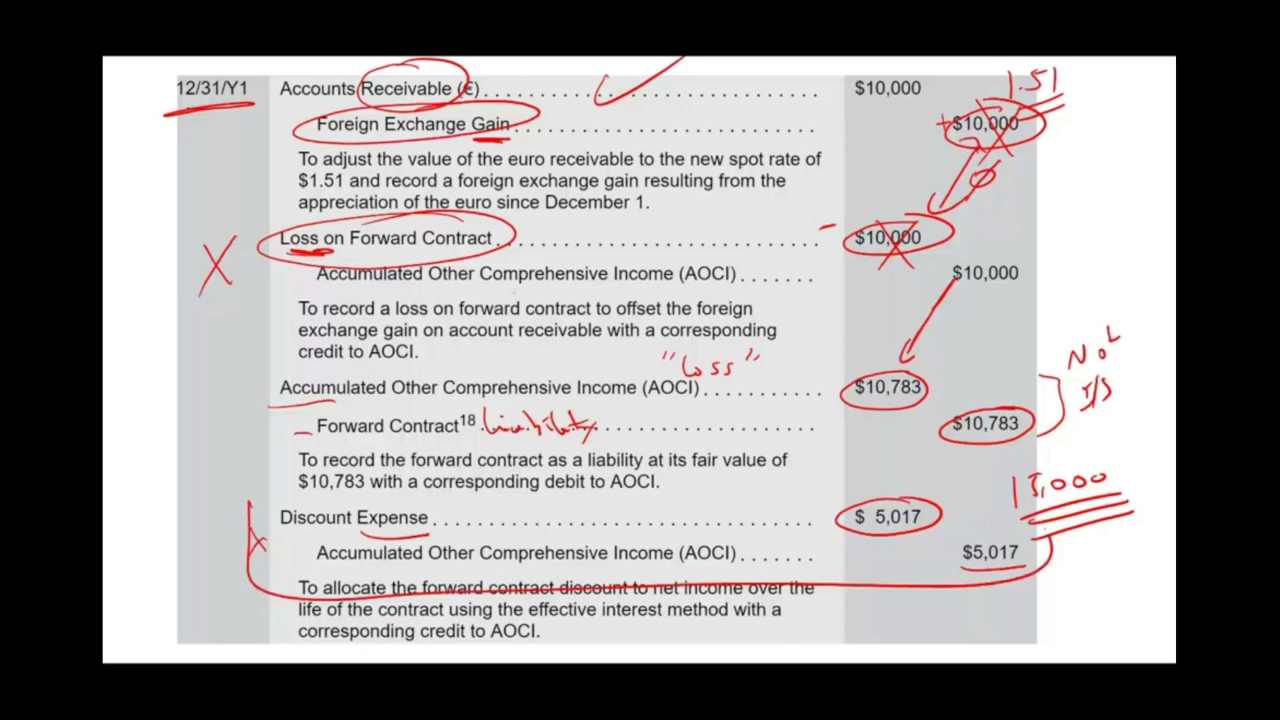 1.51
12/31/Y1 Accounts Receivable (€) . . . . . . . . . . . . . . . . . . . . . . . . . . . . . . $10,000
Foreign Exchange Gain . . . . . . . . . . . . . . . . . . . . . . . . . . . +$10,000
To adjust the value of the euro receivable to the new spot rate of
$1.51 and record a foreign exchange gain resulting from the
appreciation of the euro since December 1.
Loss on Forward Contract . . . . . . . . . . . . . . . . . . . . . . . . . . . . . - $10,000
Accumulated Other Comprehensive Income (AOCI) . . . . . . . $10,000
To record a loss on forward contract to offset the foreign
exchange gain on account receivable with a corresponding
credit to AOCI.
"Loss"
Accumulated Other Comprehensive Income (AOCI) . . . . . . . . . . . $10,783
Not
I/S
Forward Contract18 Liability . . . . . . . . . . . . . . . . . . . . $10,783
To record the forward contract as a liability at its fair value of
$10,783 with a corresponding debit to AOCI.
15,000
Discount Expense . . . . . . . . . . . . . . . . . . . . . . . . . . . . . . . . . . . $ 5,017
Accumulated Other Comprehensive Income (AOCI) . . . . . . . $5,017
To allocate the forward contract discount to net income over the
life of the contract using the effective interest method with a
corresponding credit to AOCI.